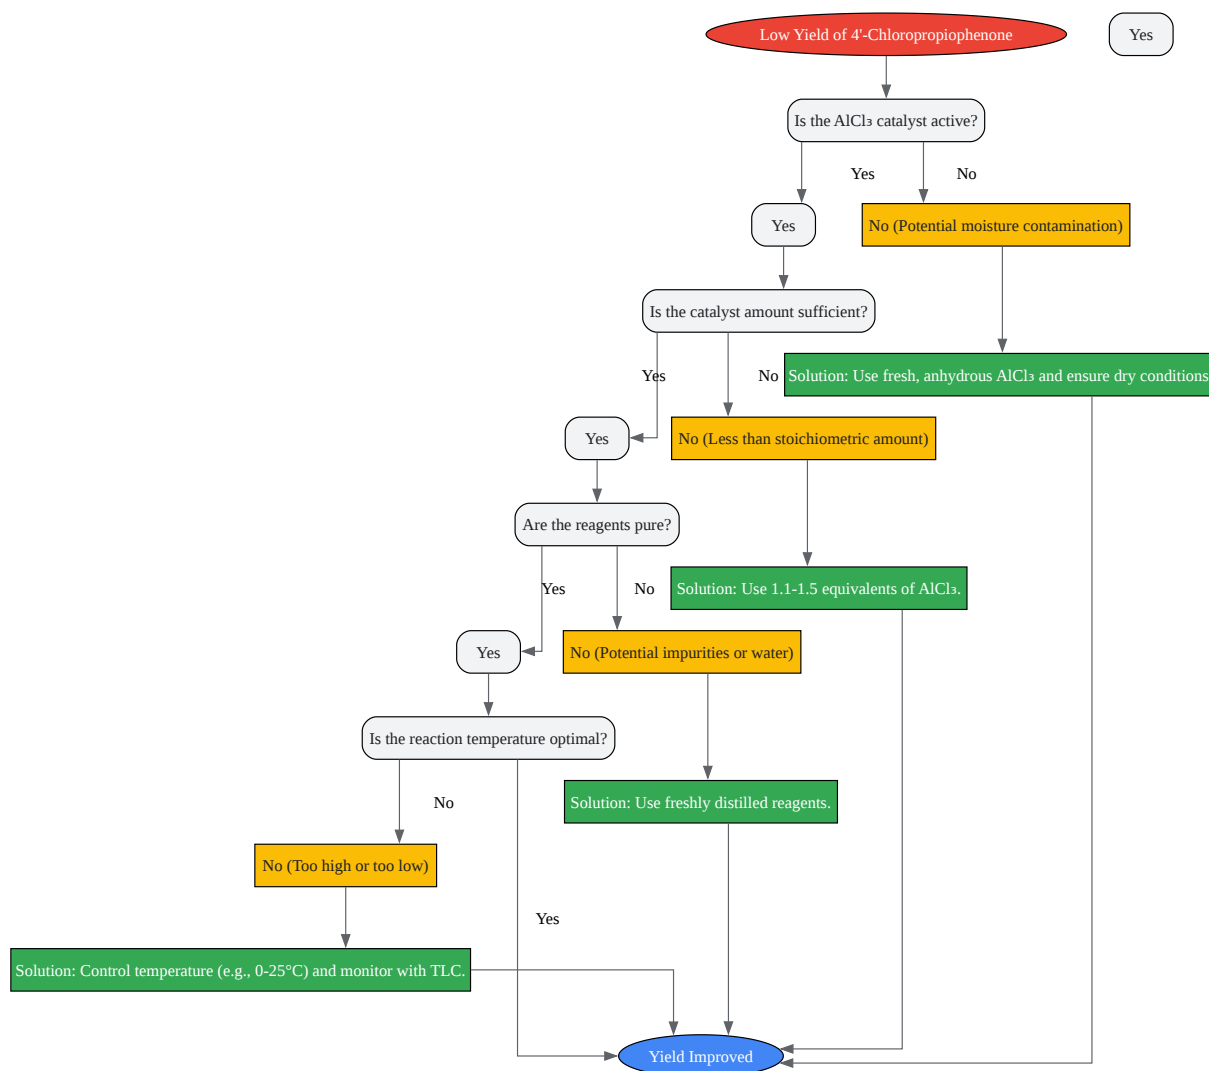 Low Yield of 4'-Chloropropiophenone
Yes
Is the AlCl₃ catalyst active?
Yes
No
Yes
No (Potential moisture contamination)
Is the catalyst amount sufficient?
Yes
No
Solution: Use fresh, anhydrous AlCl₃ and ensure dry conditions
Yes
No (Less than stoichiometric amount)
Are the reagents pure?
Yes
No
Solution: Use 1.1-1.5 equivalents of AlCl₃.
Yes
No (Potential impurities or water)
Is the reaction temperature optimal?
No
Solution: Use freshly distilled reagents.
No (Too high or too low)
Yes
Solution: Control temperature (e.g., 0-25°C) and monitor with TLC.
Yield Improved